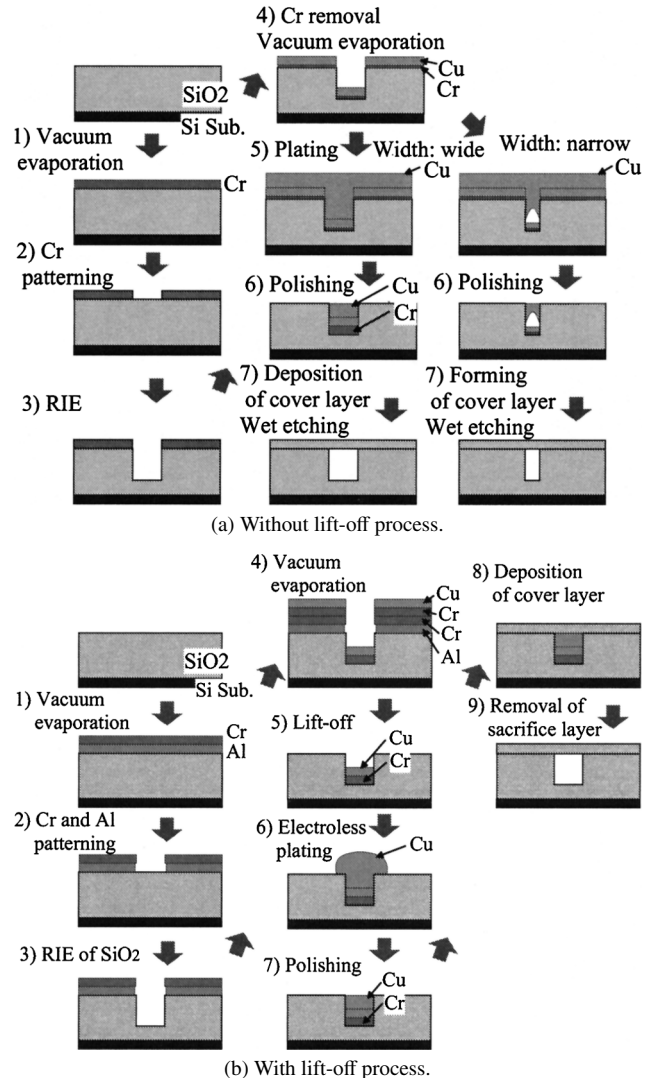 4) Cr removal
Vacuum evaporation
Cu
Cr
SiO2
Si Sub.
1) Vacuum
evaporation
Cr
2) Cr
patterning
3) RIE
5) Plating
Width: wide
Cu
Width: narrow
Cu
6) Polishing
Cu
Cr
6) Polishing
7) Deposition
of cover layer
Wet etching
7) Forming
of cover layer
Wet etching
(a) Without lift-off process.
4) Vacuum
evaporation
Cu
Cr
Cr
Al
SiO2
Si Sub.
1) Vacuum
evaporation
Cr
Al
2) Cr and Al
patterning
3) RIE of SiO2
5) Lift-off
Cu
Cr
6) Electroless
plating
Cu
7) Polishing
Cu
Cr
8) Deposition
of cover layer
9) Removal of
sacrifice layer
(b) With lift-off process.